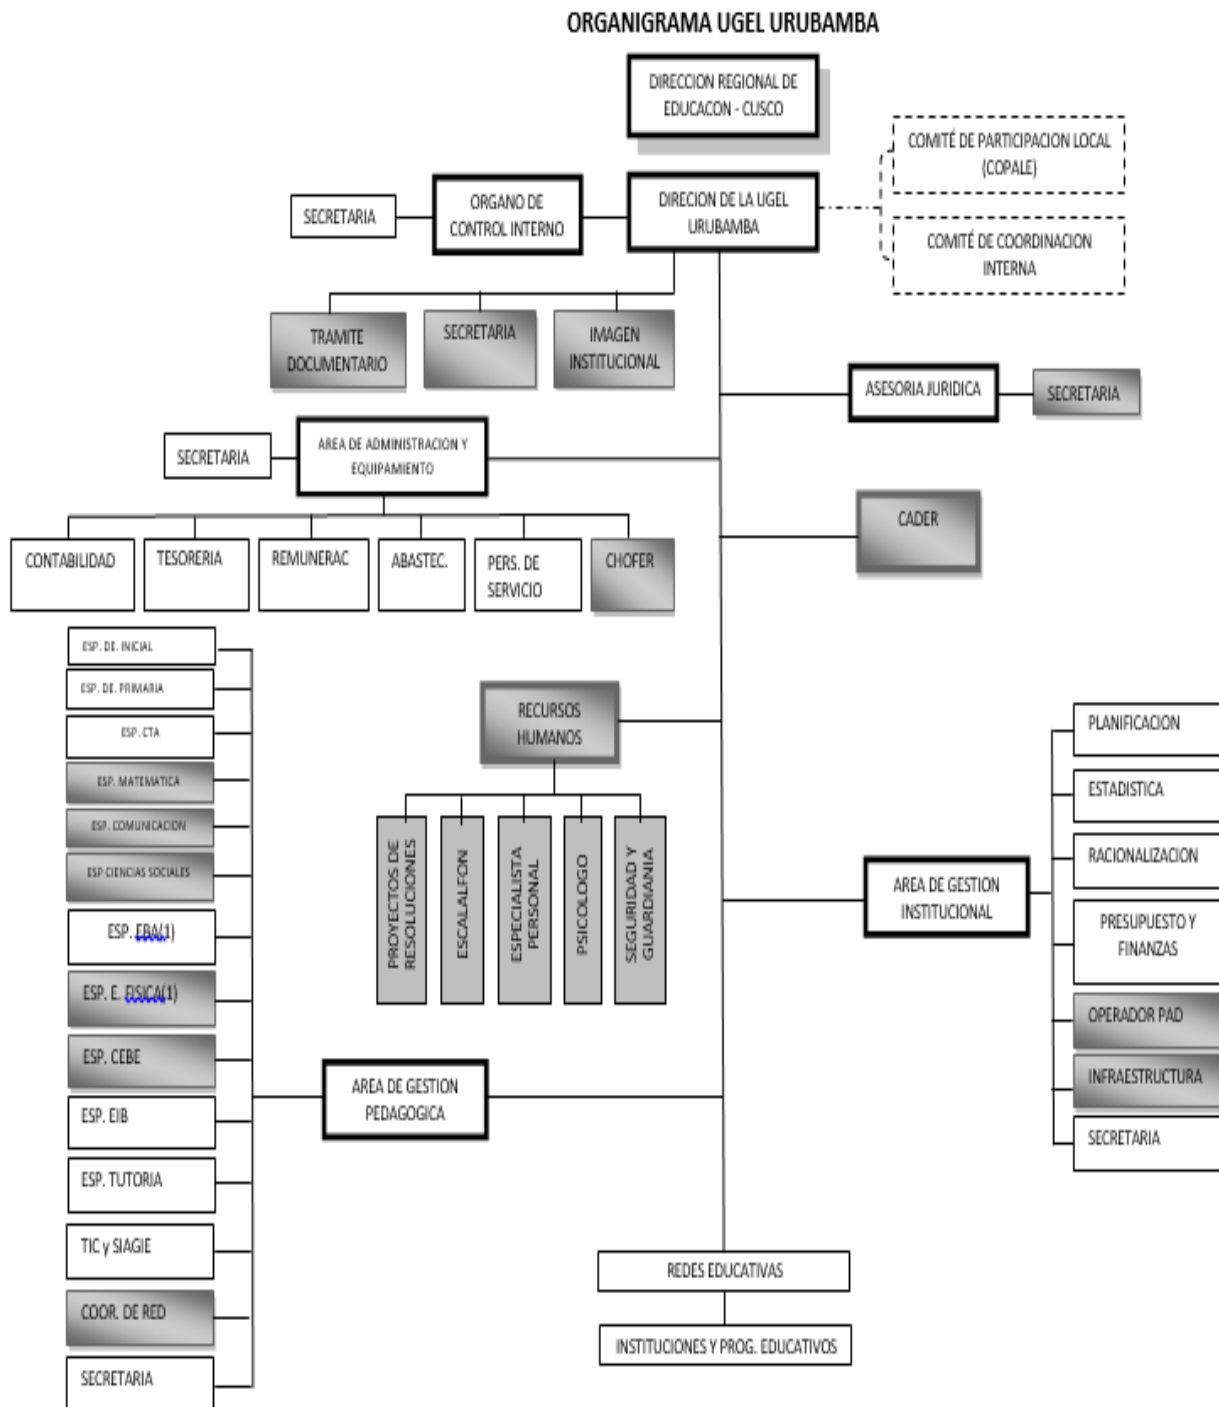 ORGANIGRAMA UGEL URUBAMBA
DIRECCION REGIONAL DE
EDUCACON - CUSCO
COMITÉ DE PARTICIPACION LOCAL
(COPALE)
SECRETARIA
ORGANO DE
CONTROL INTERNO
DIRECION DE LA UGEL
URUBAMBA
COMITÉ DE COORDINACION
INTERNA
TRAMITE
DOCUMENTARIO
SECRETARIA
IMAGEN
INSTITUCIONAL
ASESORIA JURIDICA
SECRETARIA
SECRETARIA
AREA DE ADMINISTRACION Y
EQUIPAMIENTO
CADER
CONTABILIDAD
TESORERIA
REMUNERAC
ABASTEC.
PERS. DE
SERVICIO
CHOFER
ESP. DE. INICIAL
ESP. DE. PRIMARIA
ESP. CTA
ESP. MATEMATICA
ESP. COMUNICACION
ESP CIENCIAS SOCIALES
ESP. EBA(1)
ESP. E. FISICA(1)
ESP. CEBE
ESP. EIB
ESP. TUTORIA
TIC y SIAGIE
COOR. DE RED
SECRETARIA
RECURSOS
HUMANOS
PROYECTOS DE
RESOLUCIONES
ESCALALFON
ESPECIALISTA
PERSONAL
PSICOLOGO
SEGURIDAD Y
GUARDIANIA
AREA DE GESTION
PEDAGOGICA
AREA DE GESTION
INSTITUCIONAL
PLANIFICACION
ESTADISTICA
RACIONALIZACION
PRESUPUESTO Y
FINANZAS
OPERADOR PAD
INFRAESTRUCTURA
SECRETARIA
REDES EDUCATIVAS
INSTITUCIONES Y PROG. EDUCATIVOS